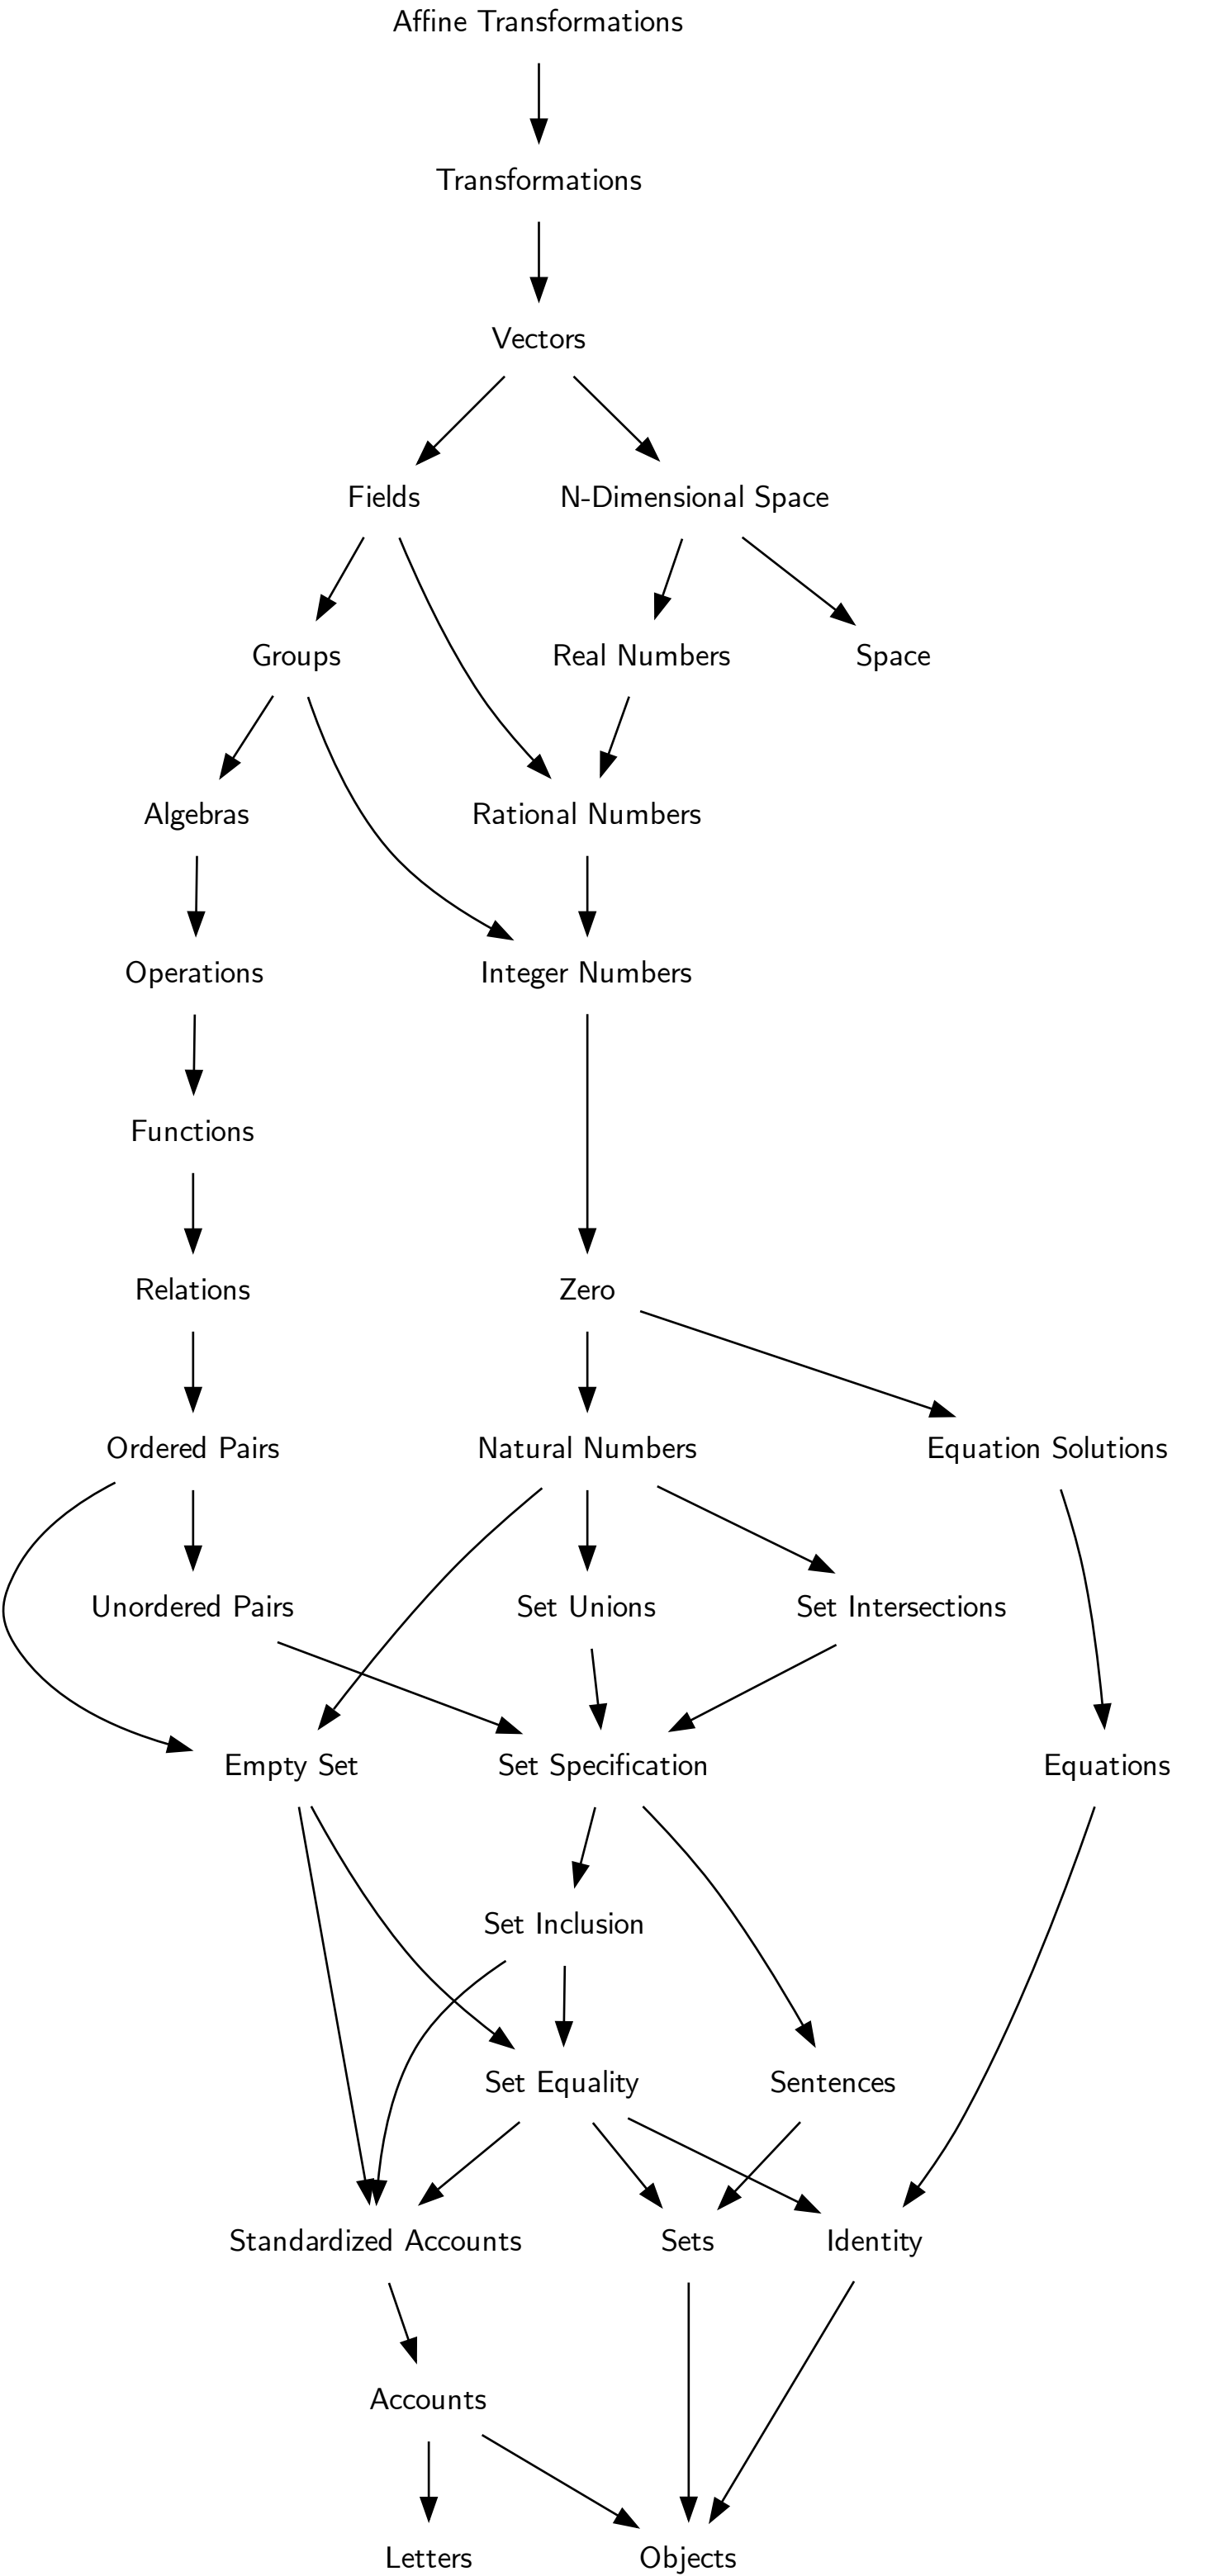 Affine Transformations
Transformations
Vectors
Fields
N-Dimensional Space
Groups
Real Numbers
Space
Algebras
Rational Numbers
Operations
Integer Numbers
Functions
Relations
Zero
Ordered Pairs
Natural Numbers
Equation Solutions
Unordered Pairs
Set Unions
Set Intersections
Empty Set
Set Specification
Equations
Set Inclusion
Set Equality
Sentences
Standardized Accounts
Sets
Identity
Accounts
Letters
Objects